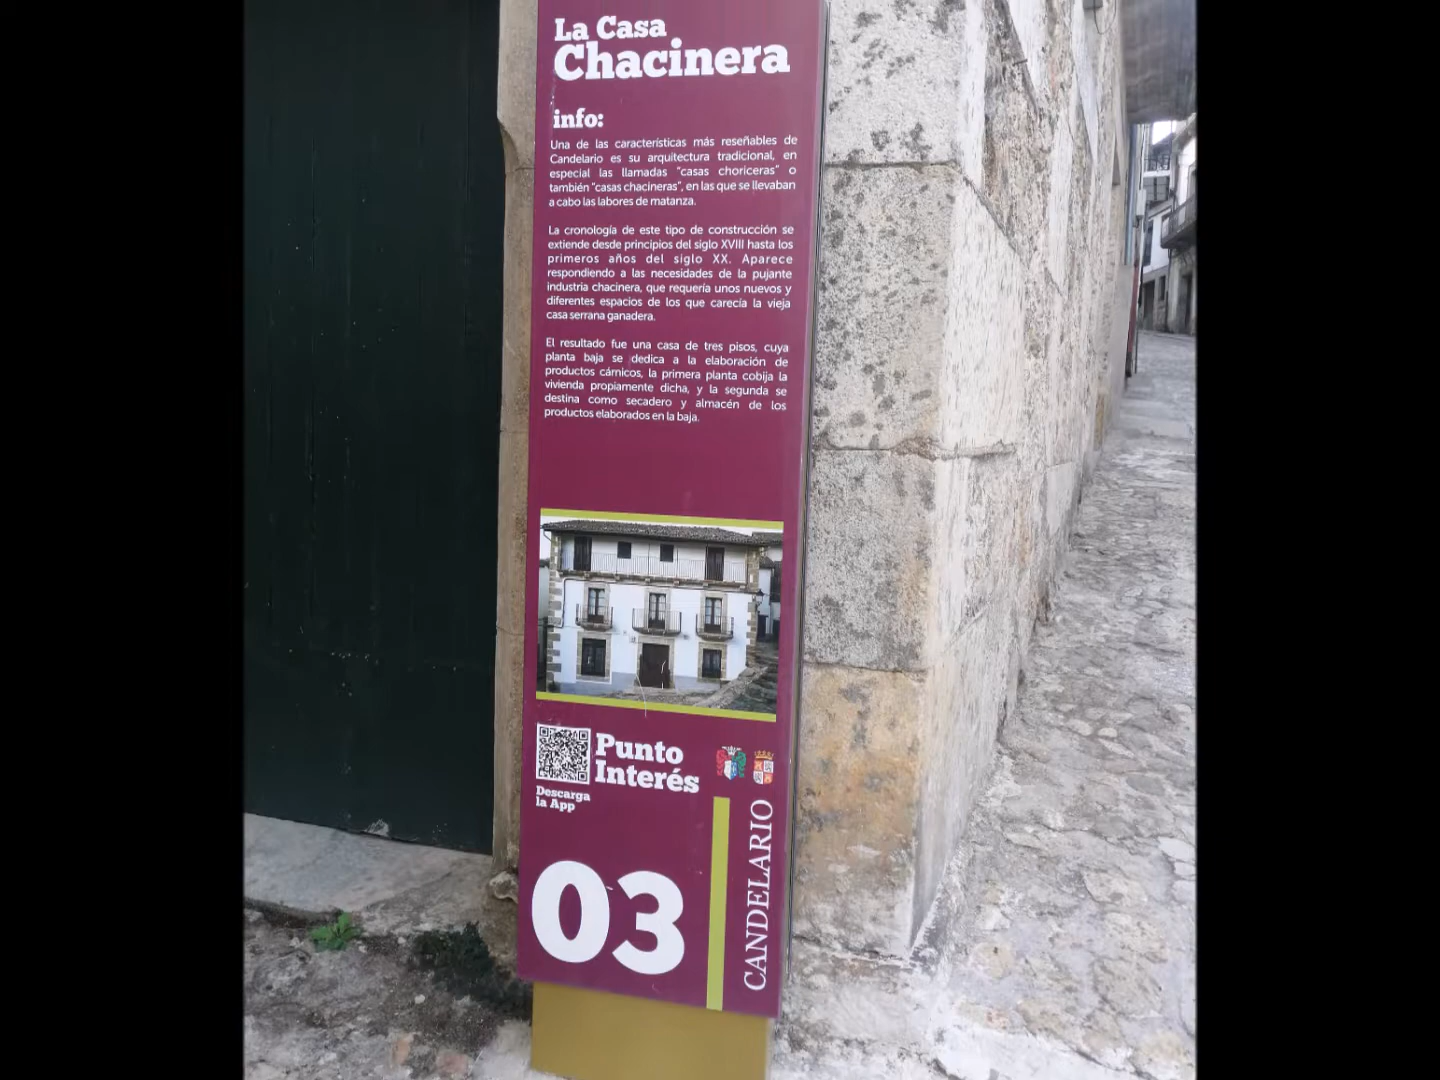 La Casa
Chacinera
info:
Una de las características más reseñables de
Candelario es su arquitectura tradicional, en
especial las llamadas “casas choriceras” o
también “casas chacineras”, en las que se llevaban
a cabo las labores de matanza.
La cronología de este tipo de construcción se
extiende desde principios del siglo XVIII hasta los
primeros años del siglo XX. Aparece
respondiendo a las necesidades de la pujante
industria chacinera, que requería unos nuevos y
diferentes espacios de los que carecía la vieja
casa serrana ganadera.
El resultado fue una casa de tres pisos, cuya
planta baja se dedica a la elaboración de
productos cárnicos, la primera planta cobija la
vivienda propiamente dicha, y la segunda se
destina como secadero y almacén de los
productos elaborados en la baja.
Punto
Interés
Descarga
la App
03
CANDELARIO